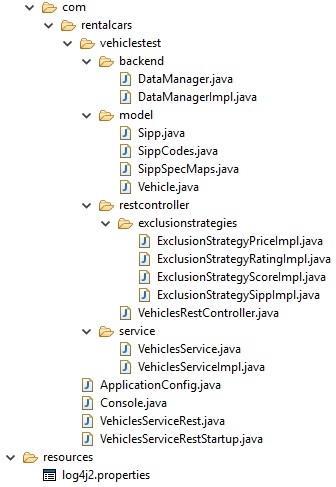 com
rentalcars
vehiclestest
backend
DataManager.java
DataManagerImpl.java
model
Sipp.java
SippCodes.java
SippSpecMaps.java
Vehicle.java
restcontroller
exclusionstrategies
ExclusionStrategyPriceImpl.java
ExclusionStrategyRatingImpl.java
ExclusionStrategyScoreImpl.java
ExclusionStrategySippImpl.java
VehiclesRestController.java
service
VehiclesService.java
VehiclesServiceImpl.java
ApplicationConfig.java
Console.java
VehiclesServiceRest.java
VehiclesServiceRestStartup.java
resources
log4j2.properties